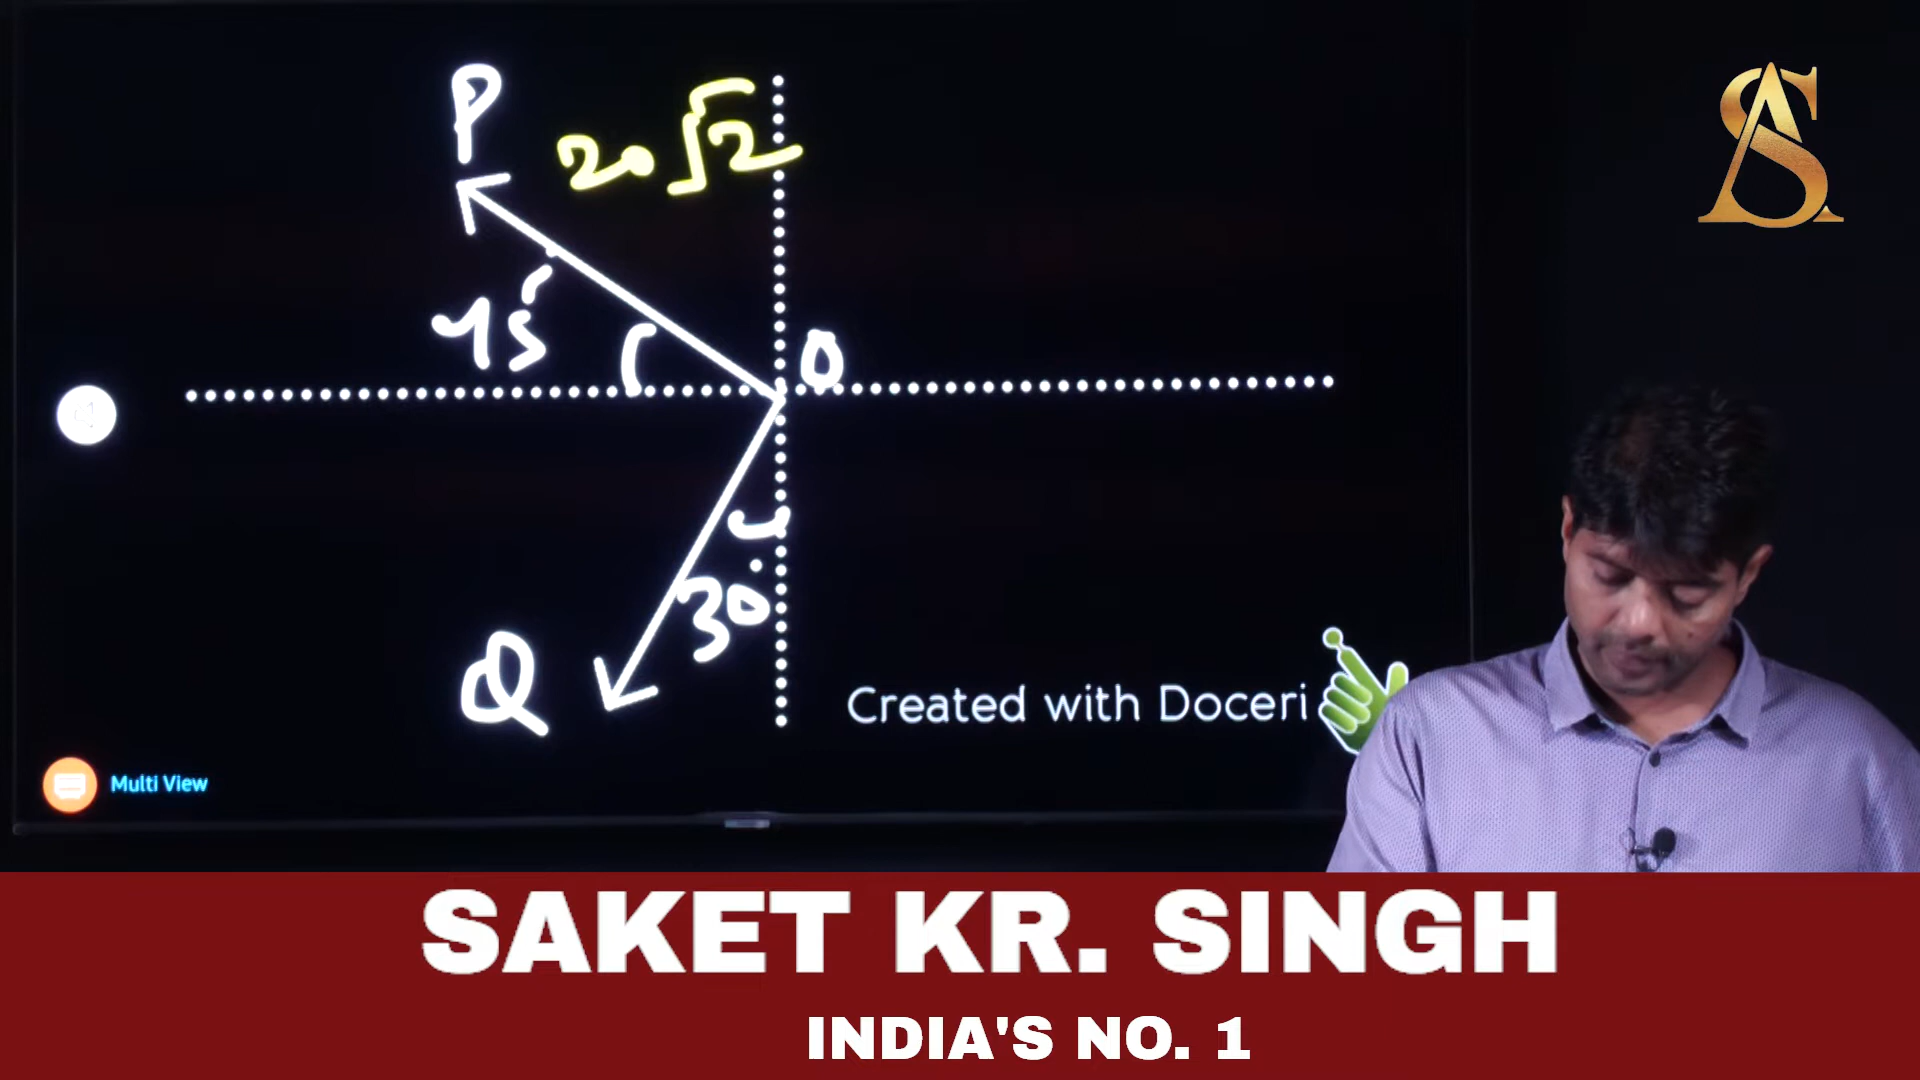 P
20√2
45°
O
30°
Q
Created with Doceri
Multi View
SAKET KR. SINGH
INDIA'S NO. 1